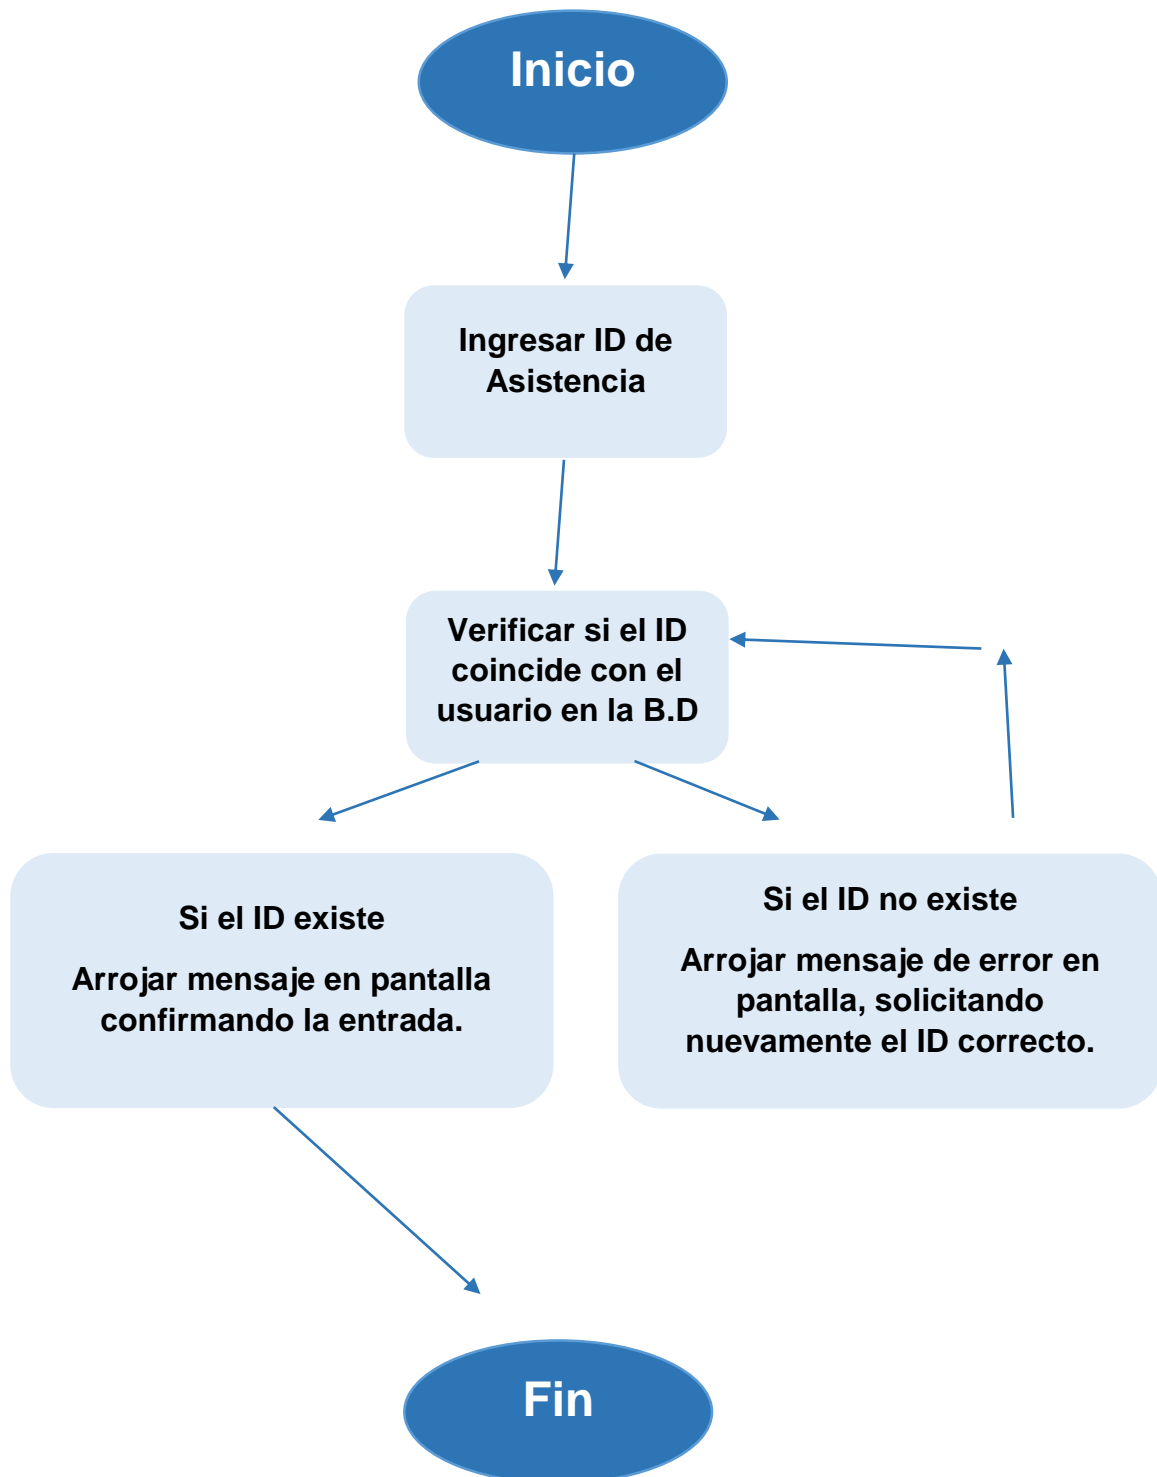 Inicio
Ingresar ID de
Asistencia
Verificar si el ID
coincide con el
usuario en la B.D
Si el ID existe
Arrojar mensaje en pantalla
confirmando la entrada.
Si el ID no existe
Arrojar mensaje de error en
pantalla, solicitando
nuevamente el ID correcto.
Fin